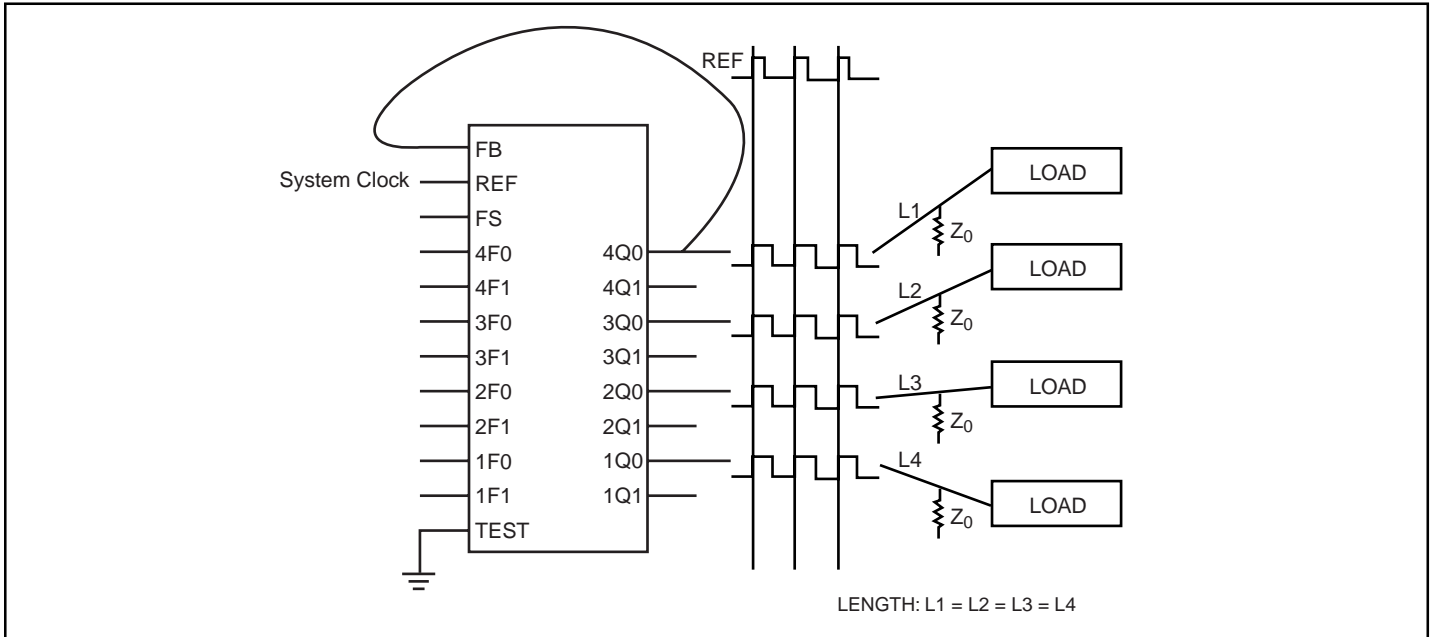 REF
System Clock
FB
REF
FS
4F0
4F1
3F0
3F1
2F0
2F1
1F0
1F1
TEST
4Q0
4Q1
3Q0
3Q1
2Q0
2Q1
1Q0
1Q1
L1
Z0
LOAD
L2
Z0
LOAD
L3
Z0
LOAD
L4
Z0
LOAD
LENGTH: L1 = L2 = L3 = L4